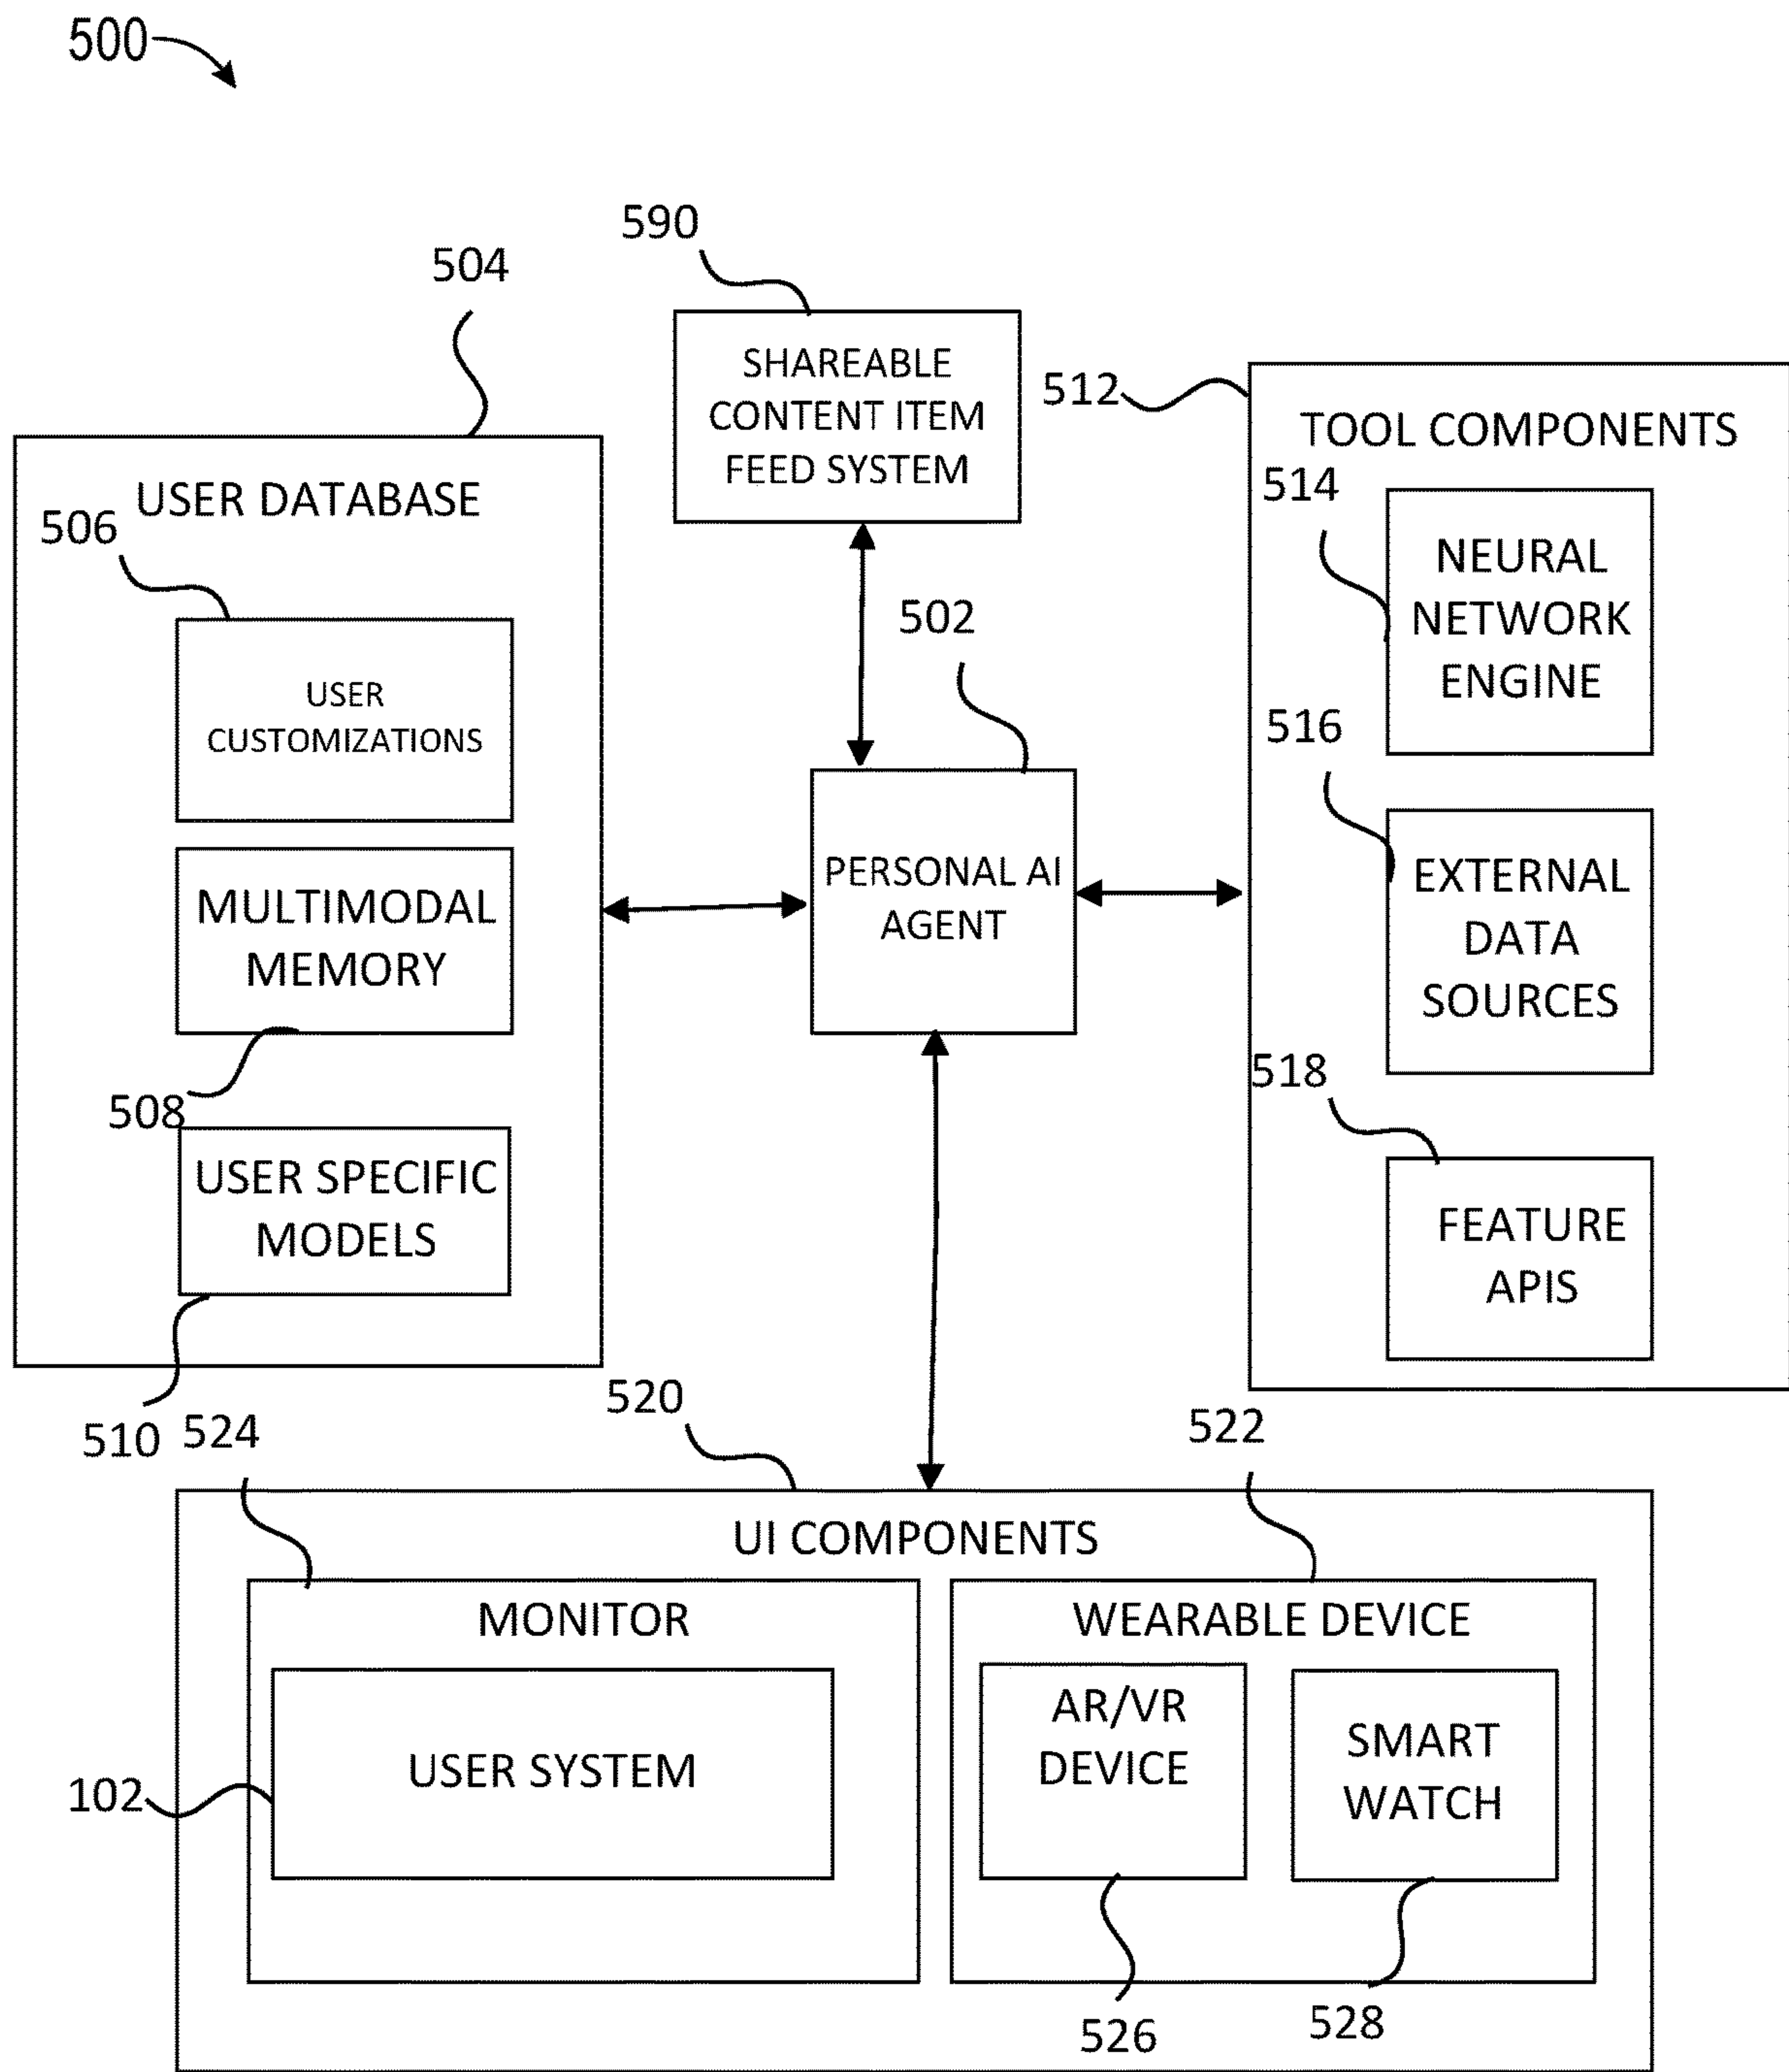 500
590
504
SHAREABLE
CONTENT ITEM
FEED SYSTEM
512
TOOL COMPONENTS
USER DATABASE
506
514
NEURAL
NETWORK
ENGINE
502
USER
CUSTOMIZATIONS
516
PERSONAL AI
AGENT
MULTIMODAL
MEMORY
EXTERNAL
DATA
SOURCES
508
518
USER SPECIFIC
MODELS
FEATURE
APIS
520
510
524
522
UI COMPONENTS
MONITOR
WEARABLE DEVICE
USER SYSTEM
102
AR/VR
DEVICE
SMART
WATCH
526
528